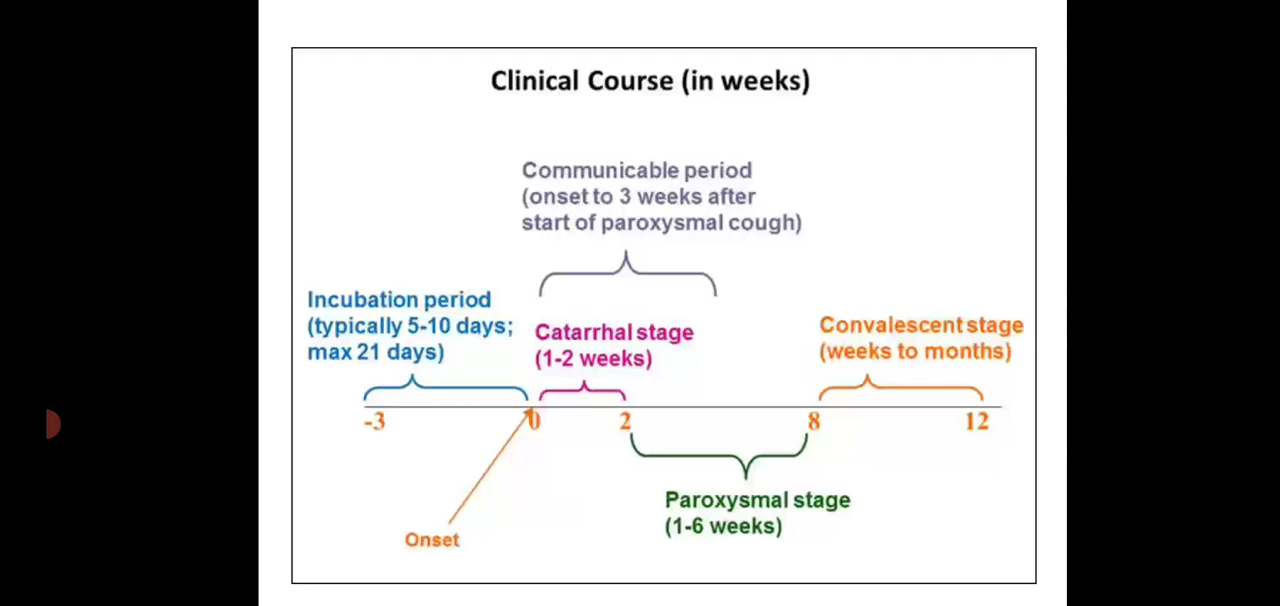 Clinical Course (in weeks)
Communicable period
(onset to 3 weeks after
start of paroxysmal cough)
Incubation period
(typically 5-10 days;
max 21 days)
Catarrhal stage
(1-2 weeks)
Convalescent stage
(weeks to months)
-3 0 2 8 12
Paroxysmal stage
(1-6 weeks)
Onset